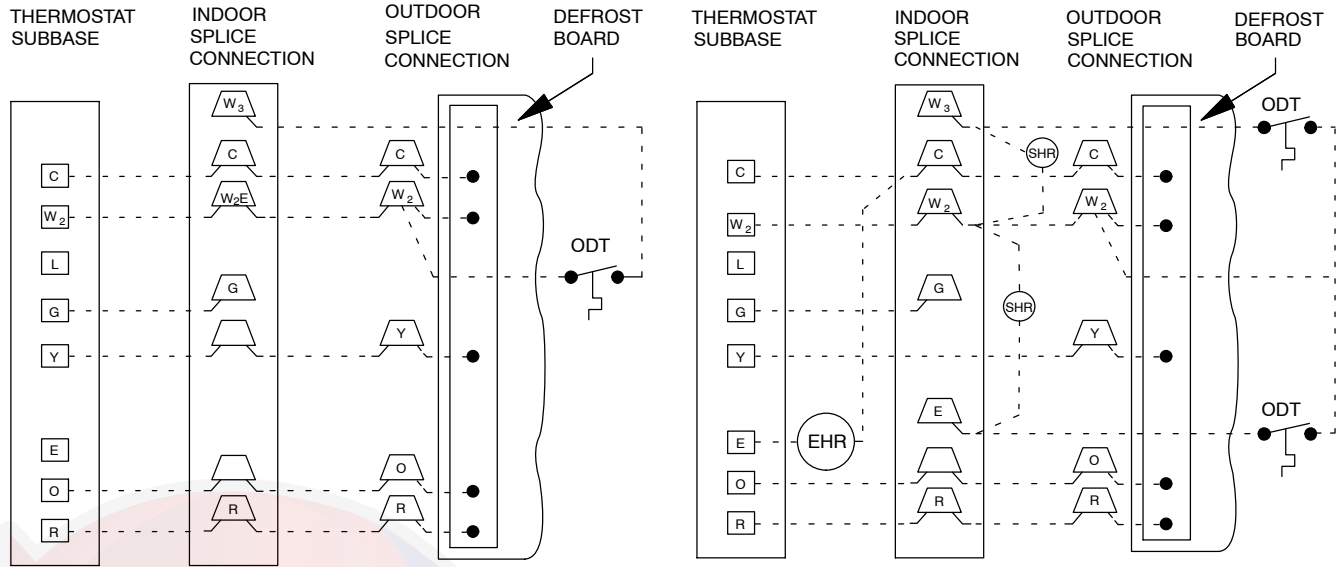 THERMOSTAT
SUBBASE
INDOOR
SPLICE
CONNECTION
OUTDOOR
SPLICE
CONNECTION
DEFROST
BOARD
W3
C
C
C
W2
W2E
W2
ODT
L
G
G
Y
Y
E
O
O
R
R
R
THERMOSTAT
SUBBASE
INDOOR
SPLICE
CONNECTION
OUTDOOR
SPLICE
CONNECTION
DEFROST
BOARD
W3
ODT
C
C
SHR
C
W2
W2
W2
L
G
G
SHR
Y
Y
E
ODT
E
EHR
O
O
R
R
R